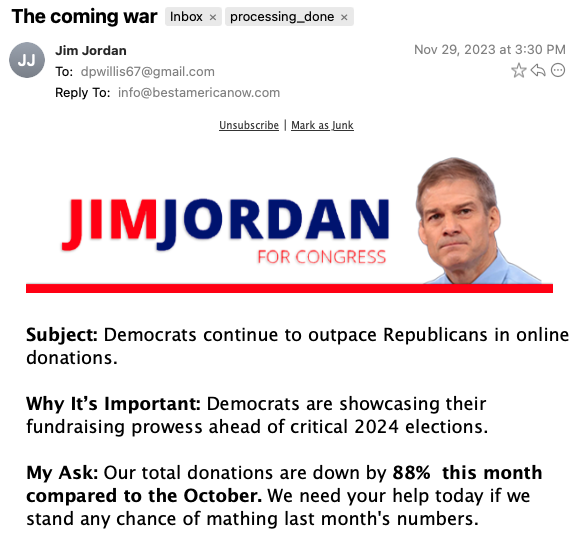 The coming war Inbox × processing_done ×
JJ
Jim Jordan Nov 29, 2023 at 3:30 PM
To: dpwillis67@gmail.com
Reply To: info@bestamericanow.com
Unsubscribe | Mark as Junk
JIMJORDAN
FOR CONGRESS
Subject: Democrats continue to outpace Republicans in online
donations.
Why It's Important: Democrats are showcasing their
fundraising prowess ahead of critical 2024 elections.
My Ask: Our total donations are down by 88% this month
compared to the October. We need your help today if we
stand any chance of mathing last month's numbers.